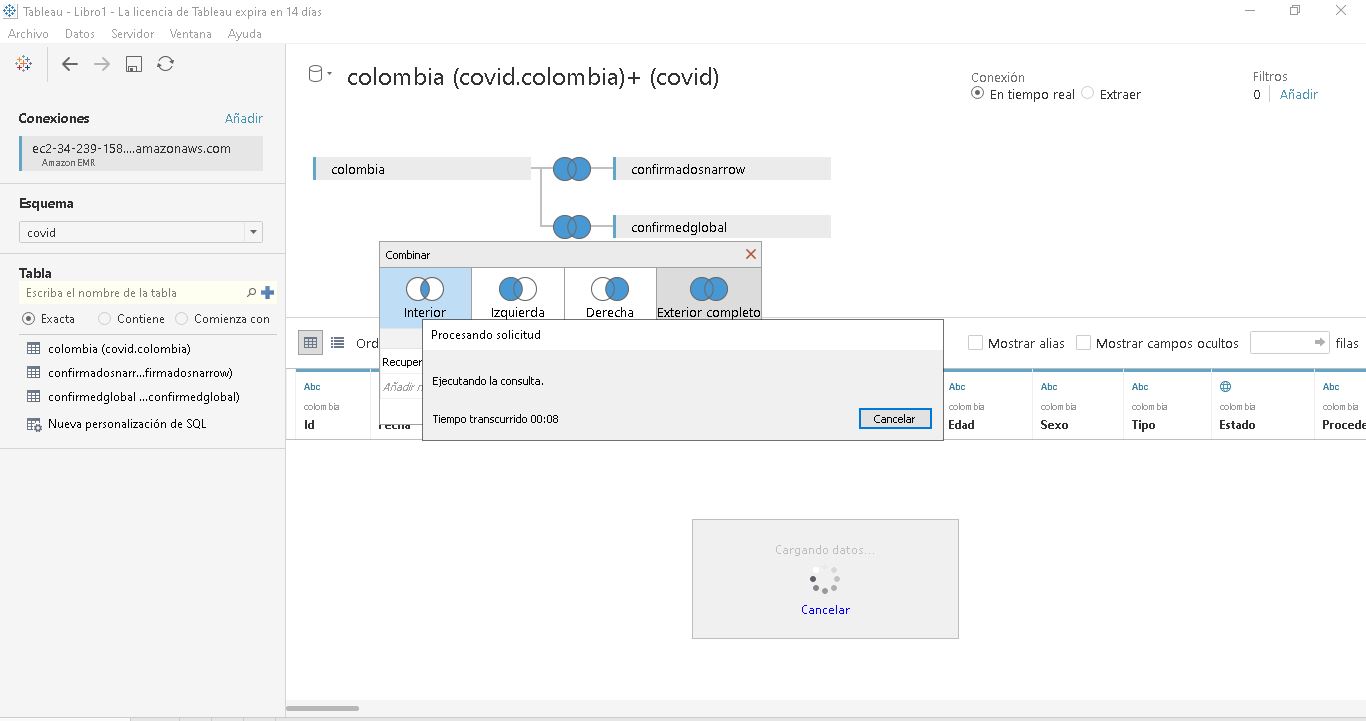 Tableau - Libro1 - La licencia de Tableau expira en 14 días
Archivo Datos Servidor Ventana Ayuda
Conexiones Añadir
ec2-34-239-158....amazonaws.com
Amazon EMR
Esquema
covid
Tabla
Escriba el nombre de la tabla
Exacta Contiene Comienza con
colombia (covid.colombia)
confirmadosnarr...firmadosnarrow)
confirmedglobal ...confirmedglobal)
Nueva personalización de SQL
colombia (covid.colombia)+ (covid)
Conexión
En tiempo real Extraer
Filtros
0 Añadir
colombia
confirmadosnarrow
confirmedglobal
Combinar
Interior Izquierda Derecha Exterior completo
Procesando solicitud
Ejecutando la consulta.
Tiempo transcurrido 00:08
Cancelar
Recuper
Añadir
Ord
Mostrar alias Mostrar campos ocultos filas
Abc
colombia
Id
Fecha
Abc
colombia
Edad
Abc
colombia
Sexo
Abc
colombia
Tipo
colombia
Estado
Abc
colombia
Procede
Cargando datos...
Cancelar